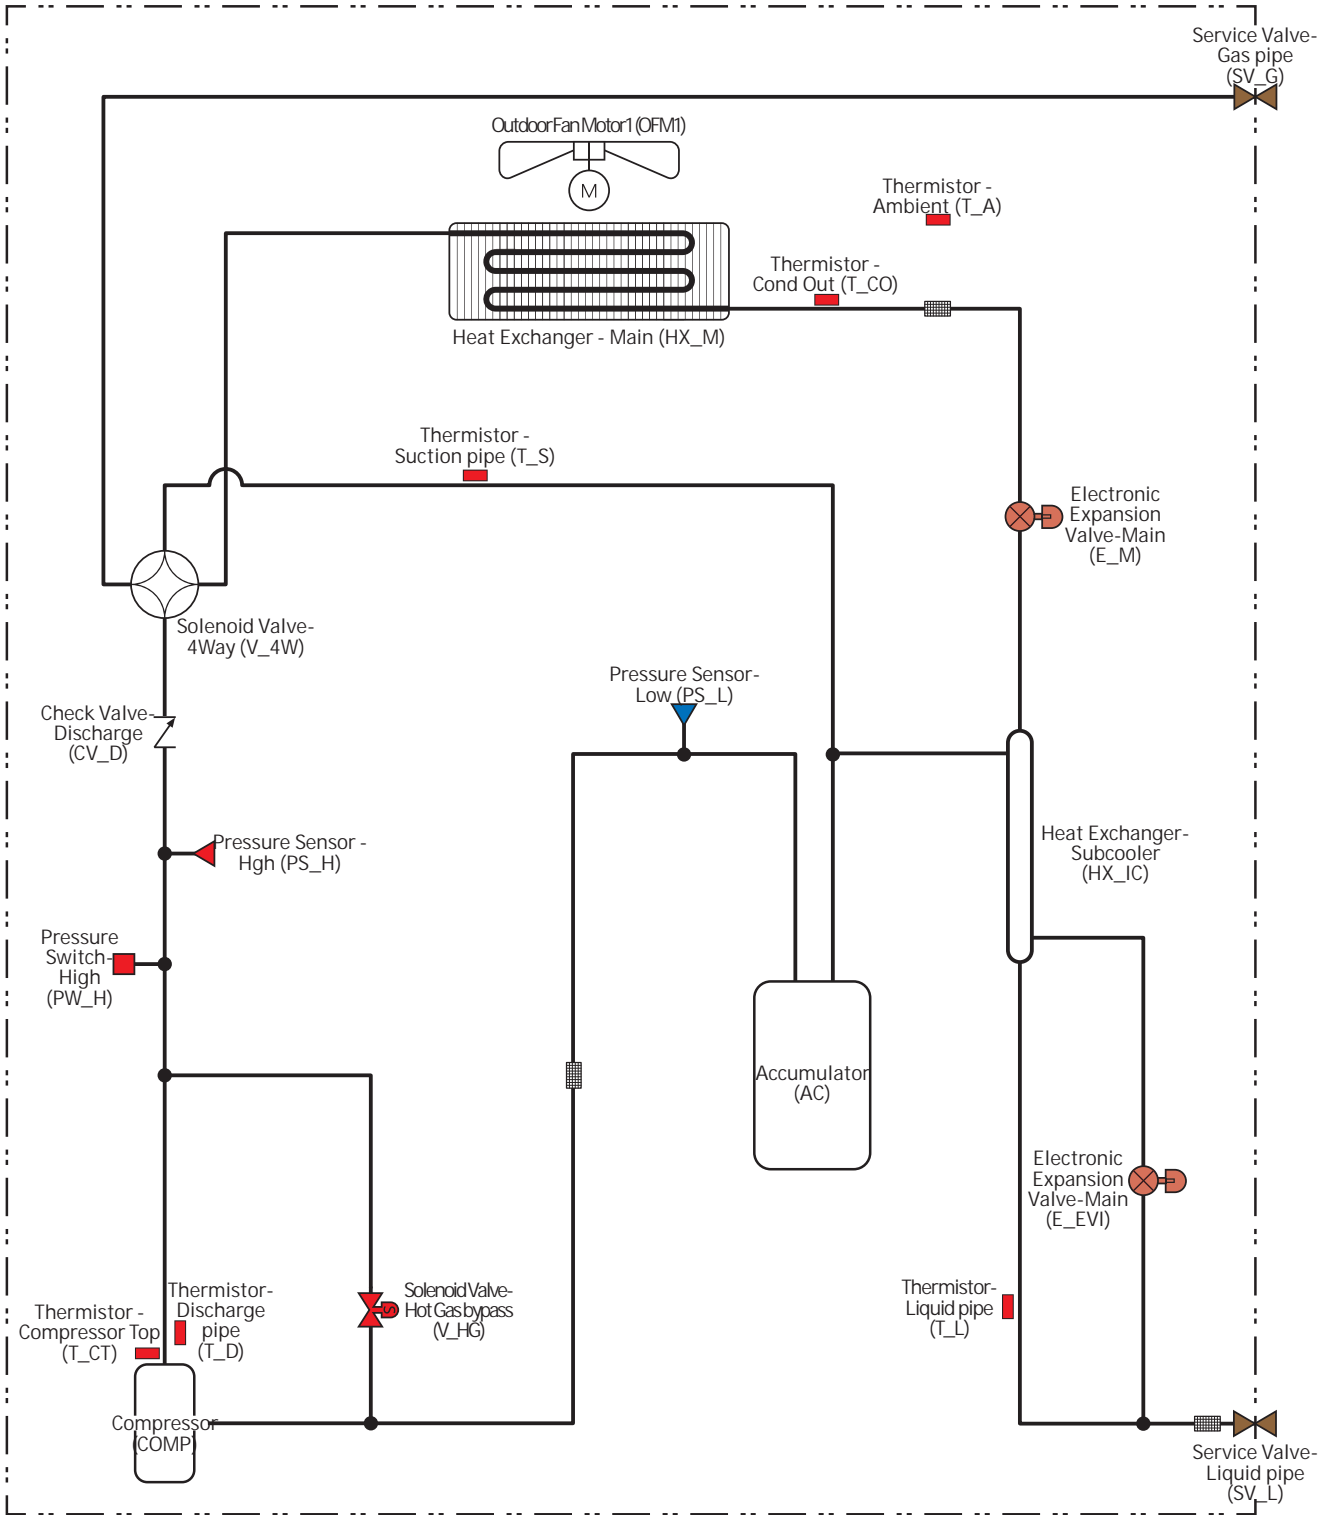 Service Valve-
Gas pipe
(SV_G)
OutdoorFanMotor1 (OFM1)
M
Thermistor -
Ambient (T_A)
Thermistor -
Cond Out (T_CO)
Heat Exchanger - Main (HX_M)
Thermistor -
Suction pipe (T_S)
Electronic
Expansion
Valve-Main
(E_M)
Solenoid Valve-
4Way (V_4W)
Pressure Sensor-
Low (PS_L)
Check Valve-
Discharge
(CV_D)
Pressure Sensor -
Hgh (PS_H)
Heat Exchanger-
Subcooler
(HX_IC)
Pressure
Switch-
High
(PW_H)
Accumulator
(AC)
Electronic
Expansion
Valve-Main
(E_EVI)
Thermistor-
Discharge
pipe
(T_D)
Solenoid Valve-
Hot Gas bypass
(V_HG)
S
Thermistor-
Liquid pipe
(T_L)
Thermistor -
Compressor Top
(T_CT)
Compressor
(COMP)
Service Valve-
Liquid pipe
(SV_L)